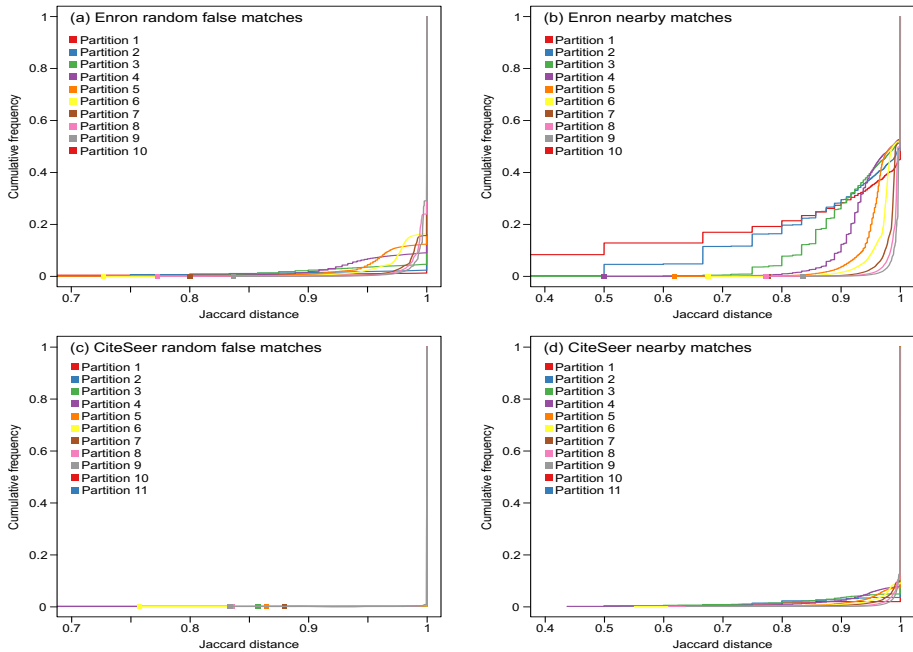 (a) Enron random false matches
Partition 1
Partition 2
Partition 3
Partition 4
Partition 5
Partition 6
Partition 7
Partition 8
Partition 9
Partition 10
Cumulative frequency
1
0.8
0.6
0.4
0.2
0
0.7
0.8
0.9
1
Jaccard distance
(b) Enron nearby matches
Partition 1
Partition 2
Partition 3
Partition 4
Partition 5
Partition 6
Partition 7
Partition 8
Partition 9
Partition 10
Cumulative frequency
1
0.8
0.6
0.4
0.2
0
0.4
0.5
0.6
0.7
0.8
0.9
1
Jaccard distance
(c) CiteSeer random false matches
Partition 1
Partition 2
Partition 3
Partition 4
Partition 5
Partition 6
Partition 7
Partition 8
Partition 9
Partition 10
Partition 11
Cumulative frequency
1
0.8
0.6
0.4
0.2
0
0.7
0.8
0.9
1
Jaccard distance
(d) CiteSeer nearby matches
Partition 1
Partition 2
Partition 3
Partition 4
Partition 5
Partition 6
Partition 7
Partition 8
Partition 9
Partition 10
Partition 11
Cumulative frequency
1
0.8
0.6
0.4
0.2
0
0.4
0.5
0.6
0.7
0.8
0.9
1
Jaccard distance